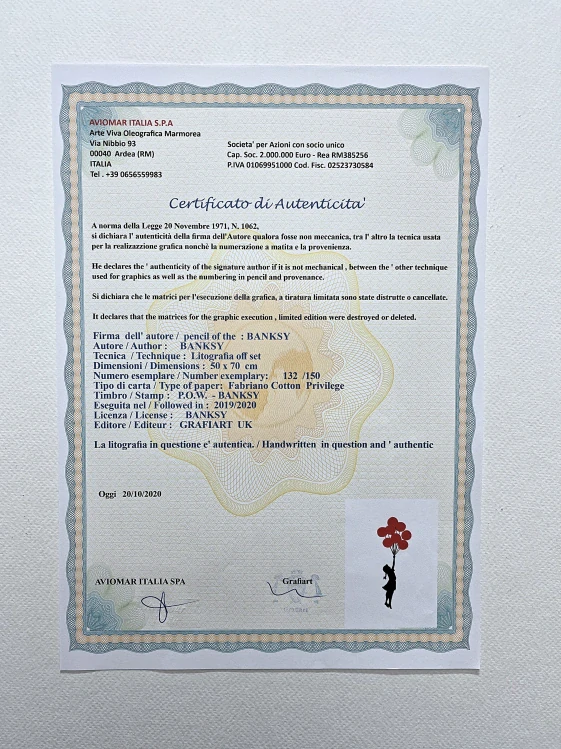 AVIOMAR ITALIA S.P.A
Arte Viva Oleografica Marmorea
Via Nibbio 93
00040 Ardea (RM)
ITALIA
Tel . +39 0656559983
Societa' per Azioni con socio unico
Cap. Soc. 2.000.000 Euro - Rea RM385256
P.IVA 01069951000 Cod. Fisc. 02523730584
Certificato di Autenticita'
A norma della Legge 20 Novembre 1971, N. 1062,
si dichiara l' autenticità della firma dell'Autore qualora fosse non meccanica, tra l' altro la tecnica usata
per la realizazzione grafica nonchè la numerazione a matita e la provenienza.
He declares the ' authenticity of the signature author if it is not mechanical , between the ' other technique
used for graphics as well as the numbering in pencil and provenance.
Si dichiara che le matrici per l'esecuzione della grafica, a tiratura limitata sono state distrutte o cancellate.
It declares that the matrices for the graphic execution , limited edition were destroyed or deleted.
Firma dell' autore / pencil of the : BANKSY
Autore / Author : BANKSY
Tecnica / Technique : Litografia off set
Dimensioni / Dimensions : 50 x 70 cm
Numero esemplare / Number exemplary: 132 /150
Tipo di carta / Type of paper: Fabriano Cotton Privilege
Timbro / Stamp : P.O.W. - BANKSY
Eseguita nel / Followed in : 2019/2020
Licenza / License : BANKSY
Editore / Editeur : GRAFIART UK
La litografia in questione e' autentica. / Handwritten in question and ' authentic
Oggi 20/10/2020
AVIOMAR ITALIA SPA
Grafiart